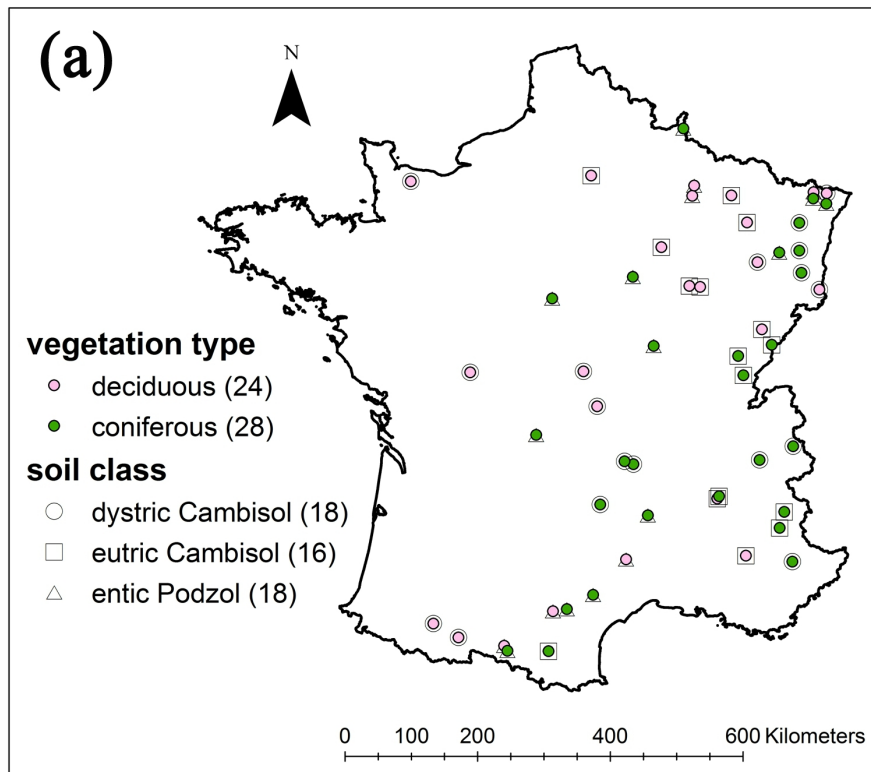 (a)
N
vegetation type
deciduous (24)
coniferous (28)
soil class
dystric Cambisol (18)
eutric Cambisol (16)
entic Podzol (18)
0 100 200 400 600 Kilometers